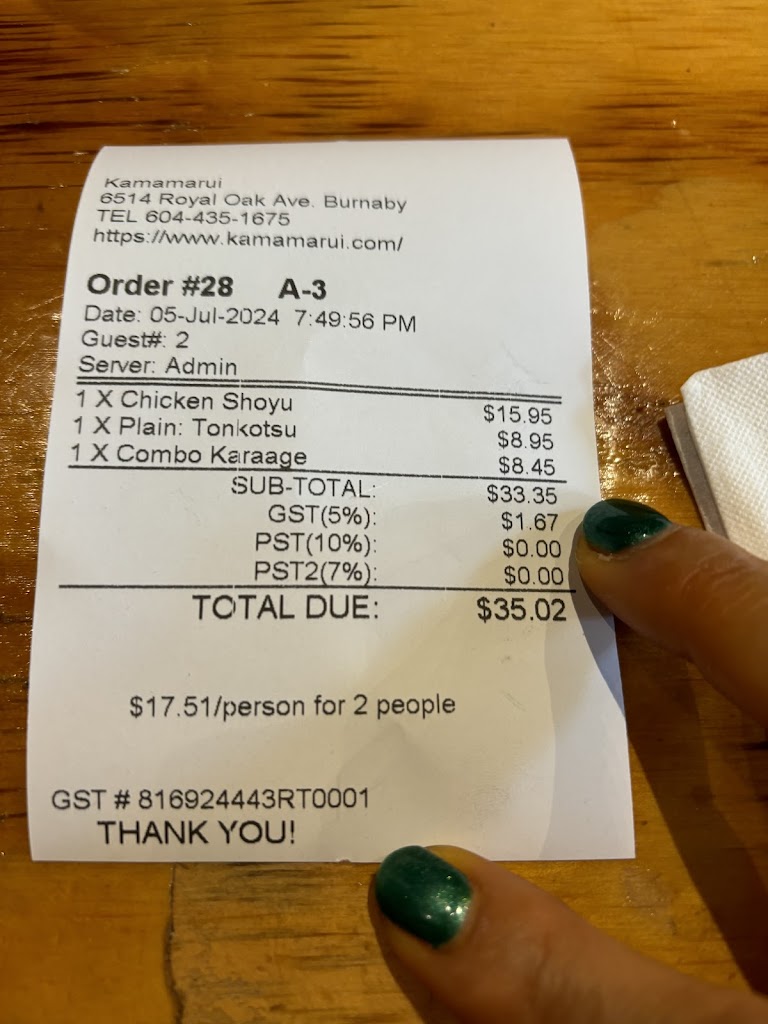 Kamamarui
6514 Royal Oak Ave. Burnaby
TEL 604-435-1675
https://www.kamamarui.com/
Order #28 A-3
Date: 05-Jul-2024 7:49:56 PM
Guest#: 2
Server: Admin
1 X Chicken Shoyu $15.95
1 X Plain: Tonkotsu $8.95
1 X Combo Karaage $8.45
SUB-TOTAL: $33.35
GST(5%): $1.67
PST(10%): $0.00
PST2(7%): $0.00
TOTAL DUE: $35.02
$17.51/person for 2 people
GST # 816924443RT0001
THANK YOU!